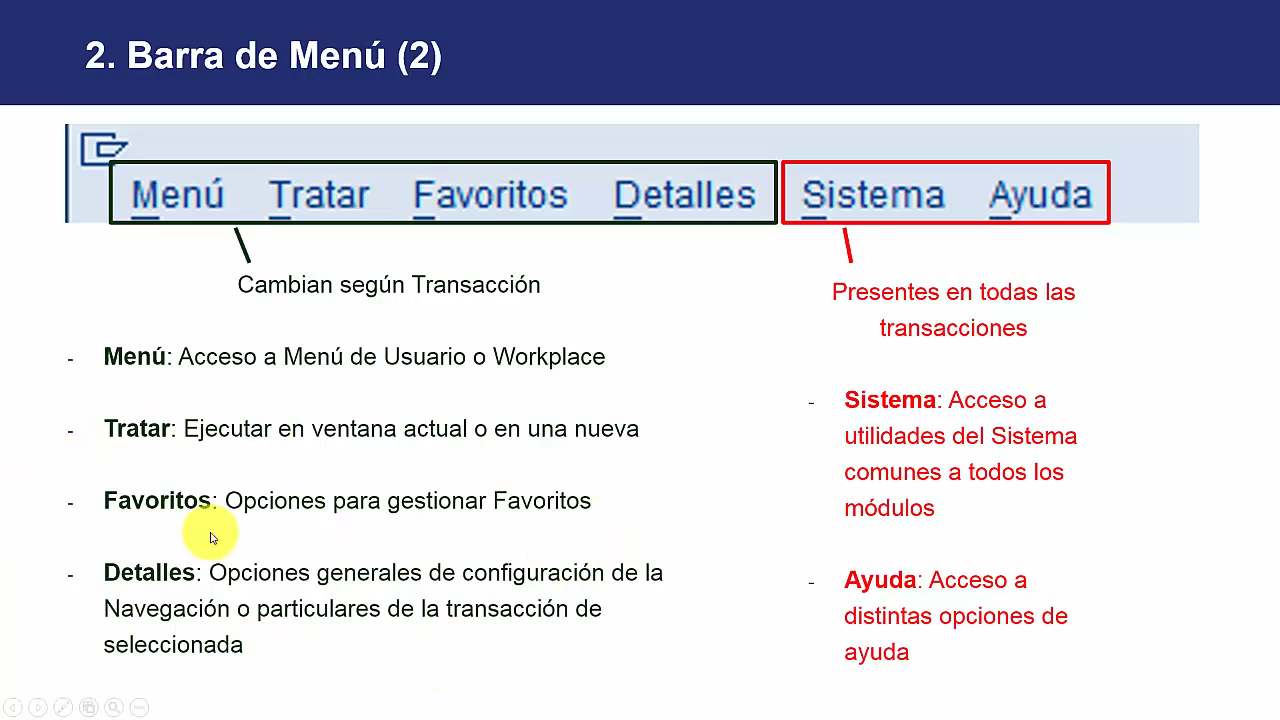 2. Barra de Menú (2)
Menú Tratar Favoritos Detalles Sistema Ayuda
Cambian según Transacción
- Menú: Acceso a Menú de Usuario o Workplace
- Tratar: Ejecutar en ventana actual o en una nueva
- Favoritos: Opciones para gestionar Favoritos
- Detalles: Opciones generales de configuración de la
Navegación o particulares de la transacción de
seleccionada
Presentes en todas las
transacciones
- Sistema: Acceso a
utilidades del Sistema
comunes a todos los
módulos
- Ayuda: Acceso a
distintas opciones de
ayuda